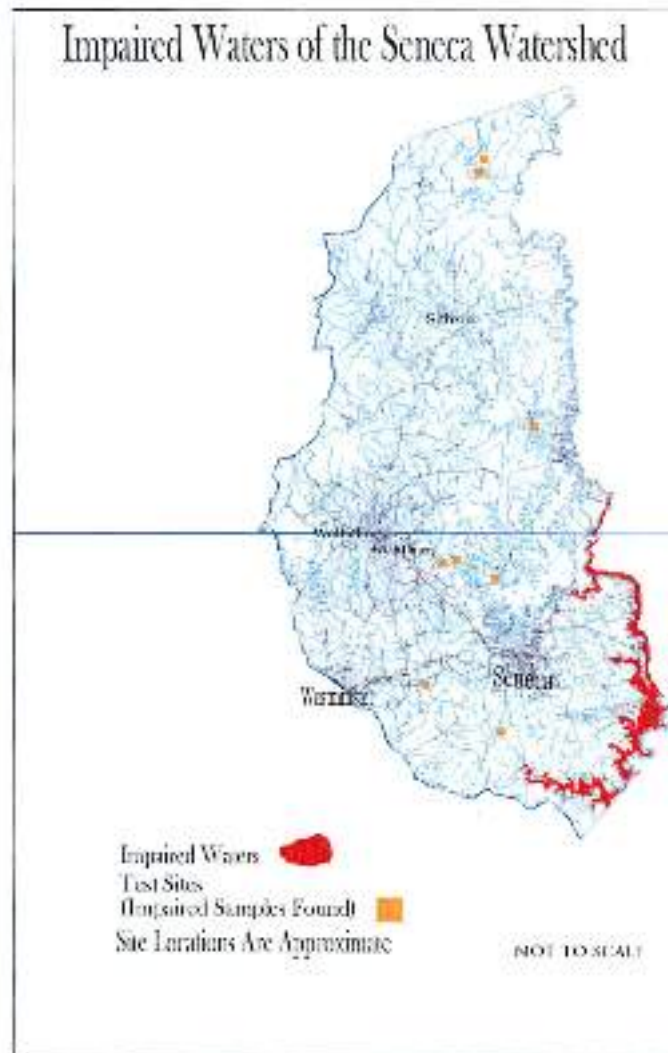 Impaired Waters of the Seneca Watershed
Salem
Seneca
Westminster
Impaired Waters
Test Sites
(Impaired Samples Found)
Site Locations Are Approximate
NOT TO SCALE